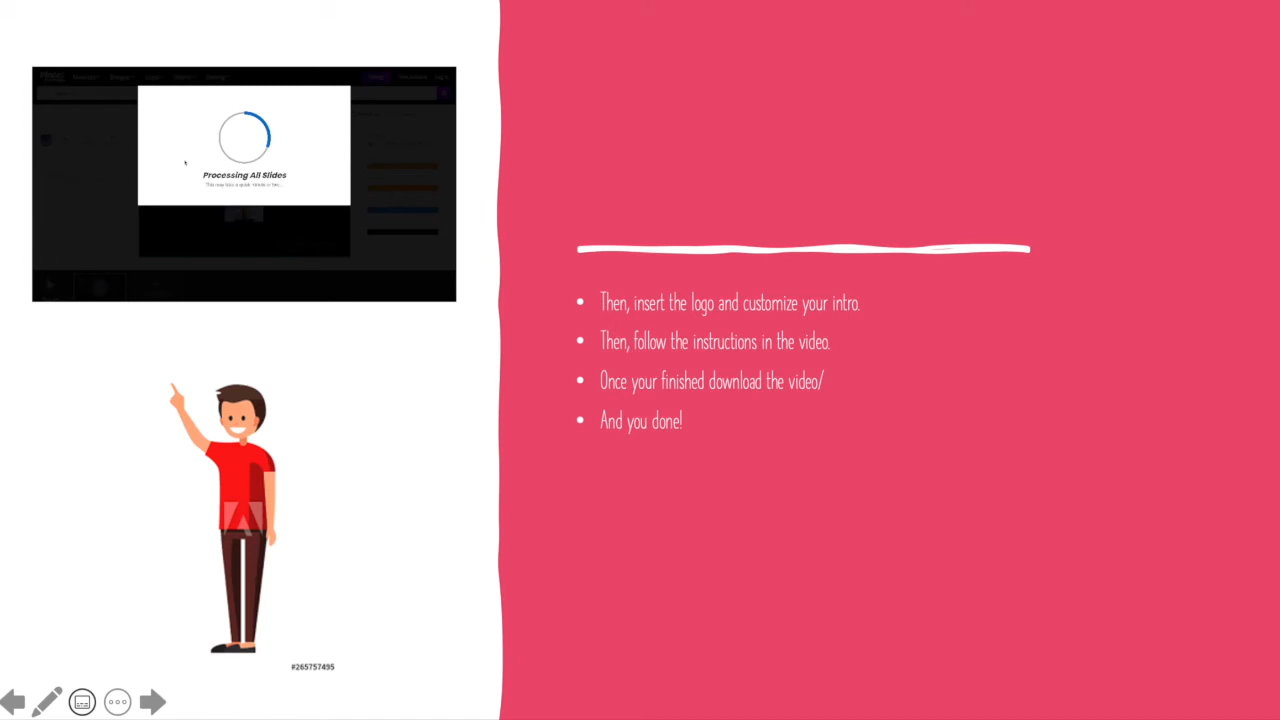 Processing All Slides
Then, insert the logo and customize your intro.
Then, follow the instructions in the video.
Once your finished download the video/
And you done!
#265757495